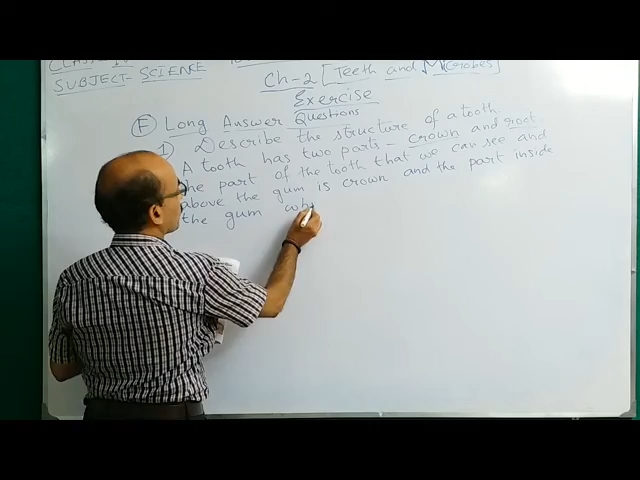 SUBJECT- SCIENCE
Ch-2 [Teeth and Microbes]
Exercise
(F) Long Answer Questions
(1) Describe the structure of a tooth.
A tooth has two parts - crown and root
the part of the tooth that we can see and
above the gum is crown and the part inside
the gum wh